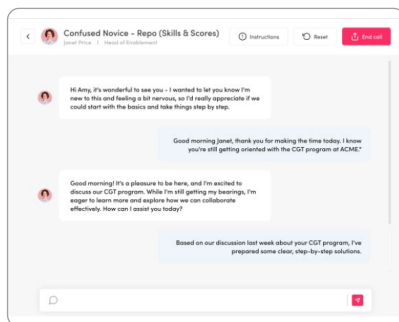 Confused Novice - Repo (Skills & Scores)
Janet Price | Head of Enablement
Instructions
Reset
End call
Hi Amy, it's wonderful to see you - I wanted to let you know I'm
new to this and feeling a bit nervous, so I'd really appreciate if we
could start with the basics and take things step by step.
Good morning Janet, thank you for making the time today. I know
you're still getting oriented with the CGT program at ACME."
Good morning! It's a pleasure to be here, and I'm excited to
discuss our CGT program. While I'm still getting my bearings, I'm
eager to learn more and explore how we can collaborate
effectively. How can I assist you today?
Based on our discussion last week about your CGT program, I've
prepared some clear, step-by-step solutions.